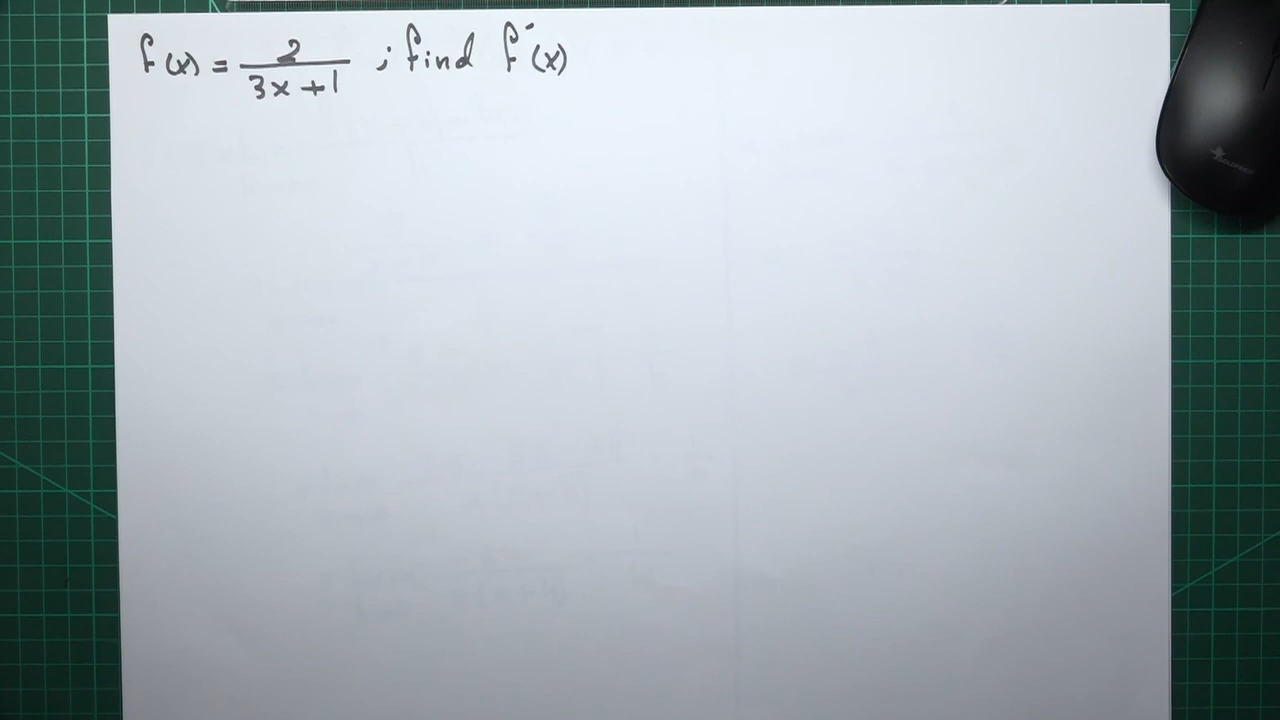 f(x) = 2/(3x+1) ; find f′(x)